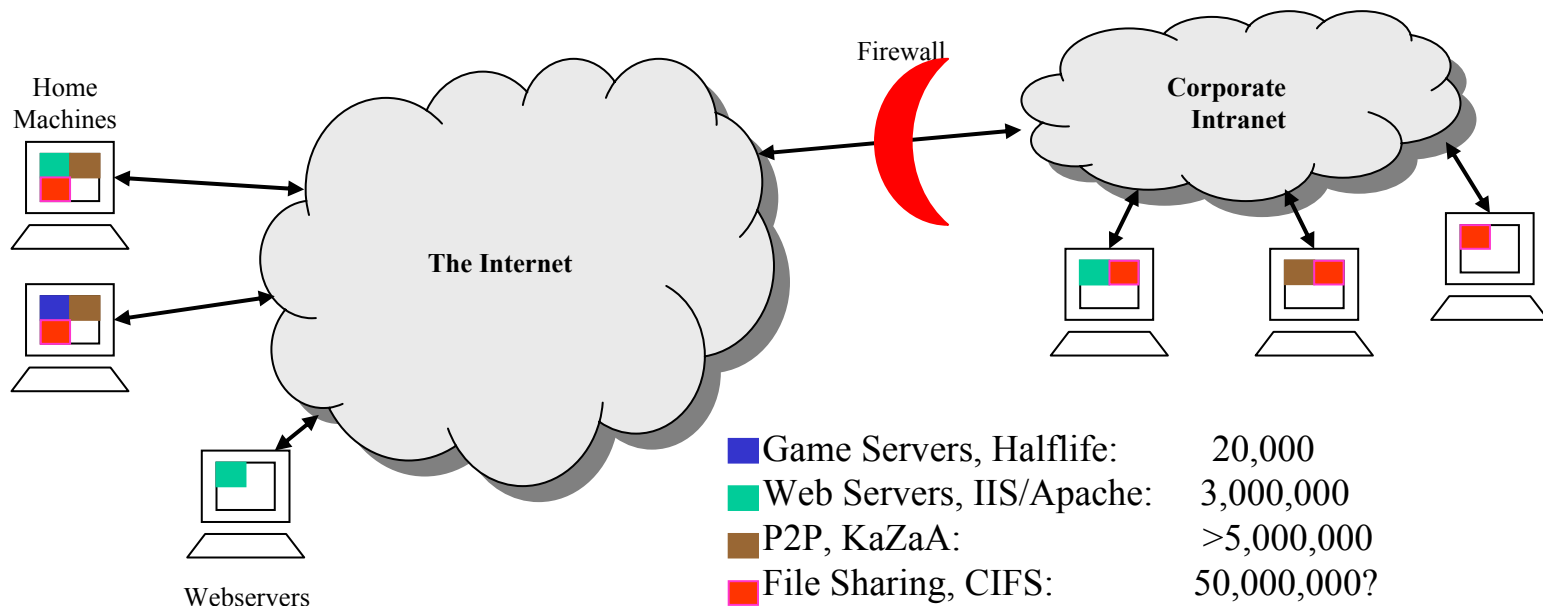 Home
Machines
Firewall
Corporate
Intranet
The Internet
Webservers
Game Servers, Halflife: 20,000
Web Servers, IIS/Apache: 3,000,000
P2P, KaZaA: >5,000,000
File Sharing, CIFS: 50,000,000?